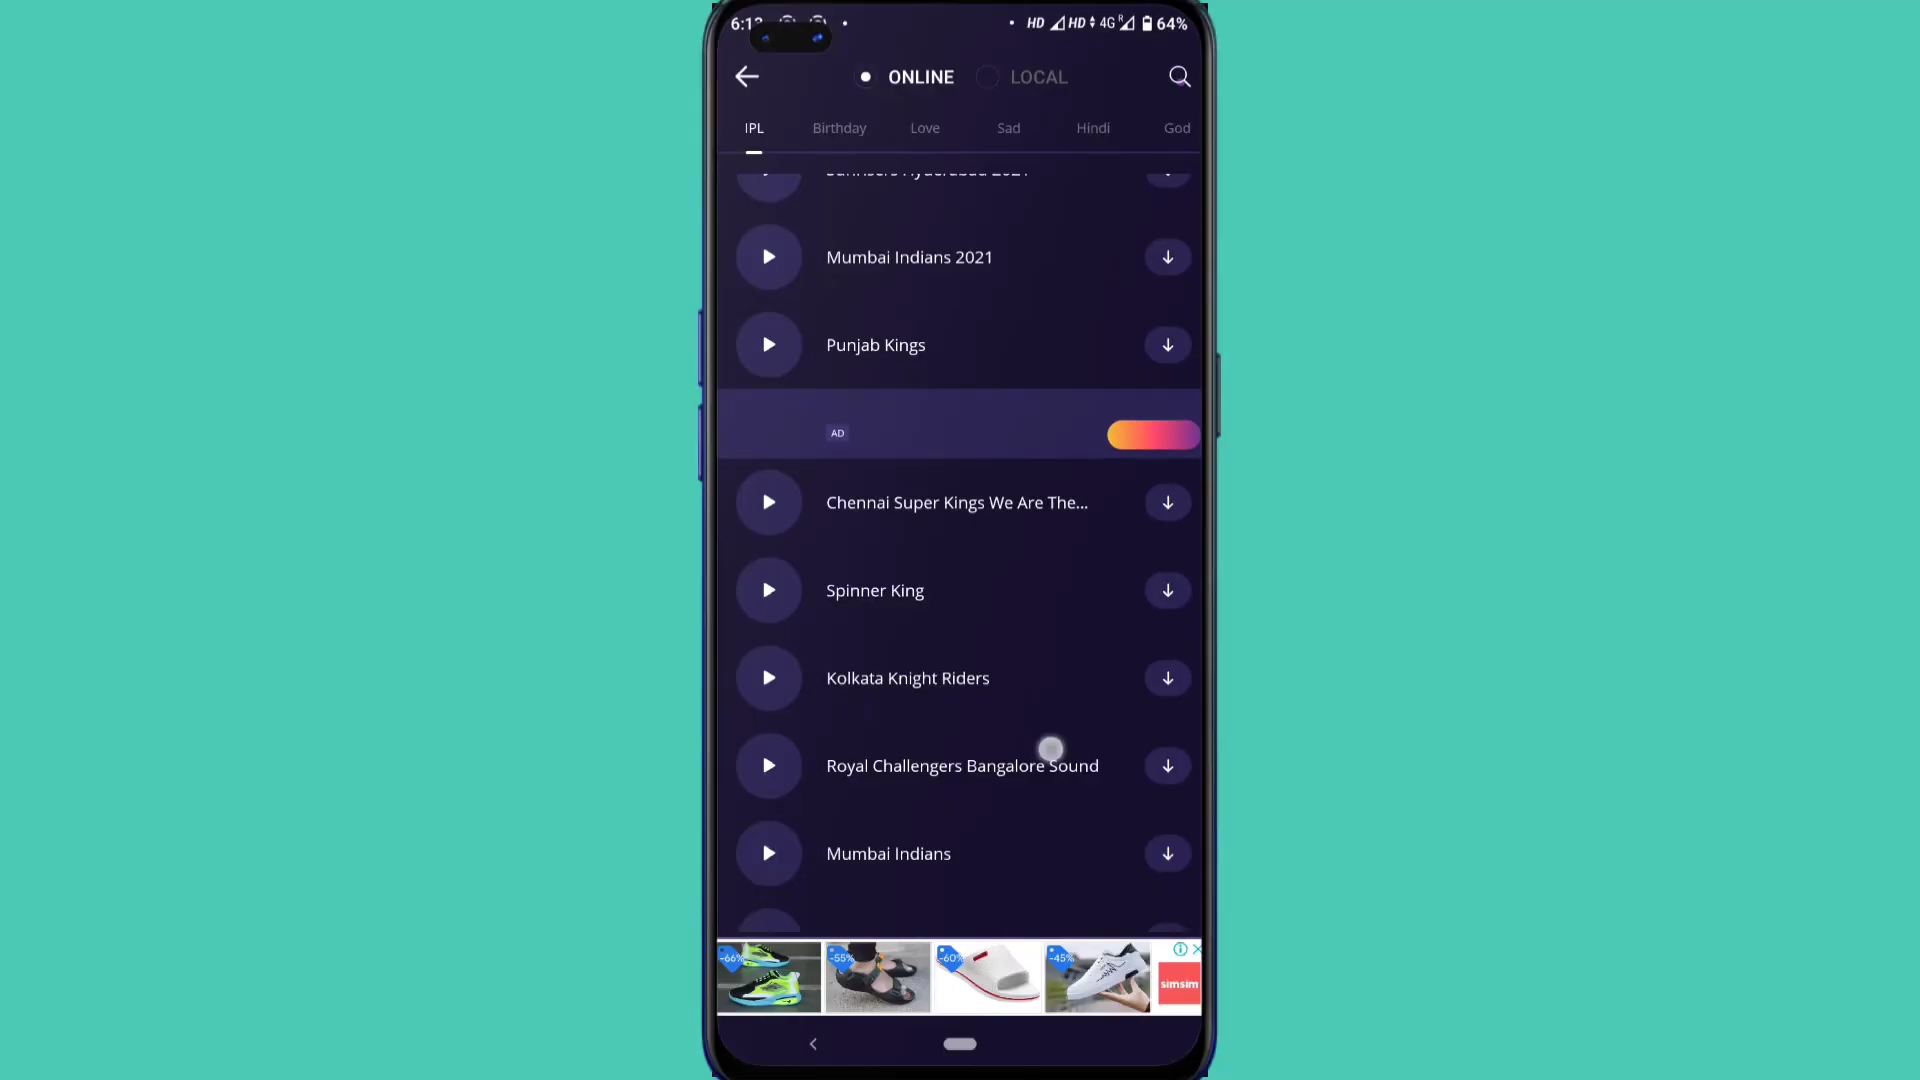 6:13 HD HD 4G R 64%
ONLINE LOCAL
IPL Birthday Love Sad Hindi God
Mumbai Indians 2021
Punjab Kings
AD
Chennai Super Kings We Are The...
Spinner King
Kolkata Knight Riders
Royal Challengers Bangalore Sound
Mumbai Indians
-66% -55% -60% -45%
simsim